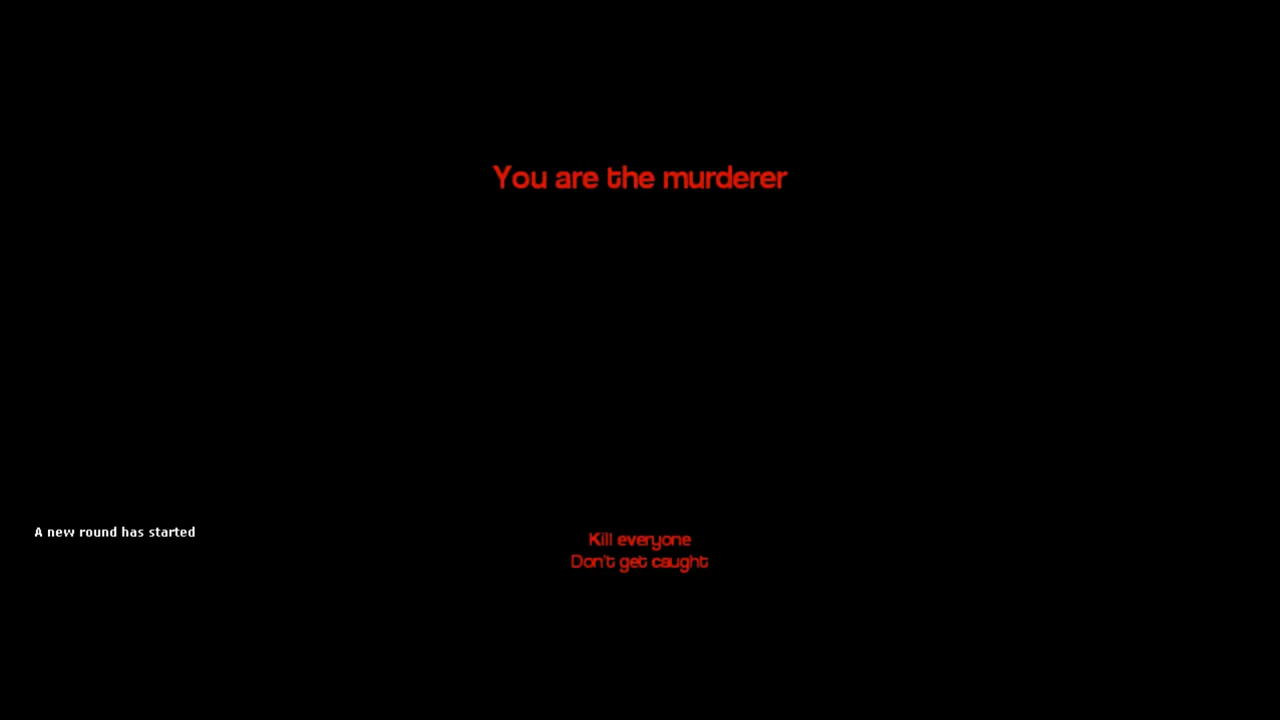 You are the murderer
A new round has started
Kill everyone
Don't get caught